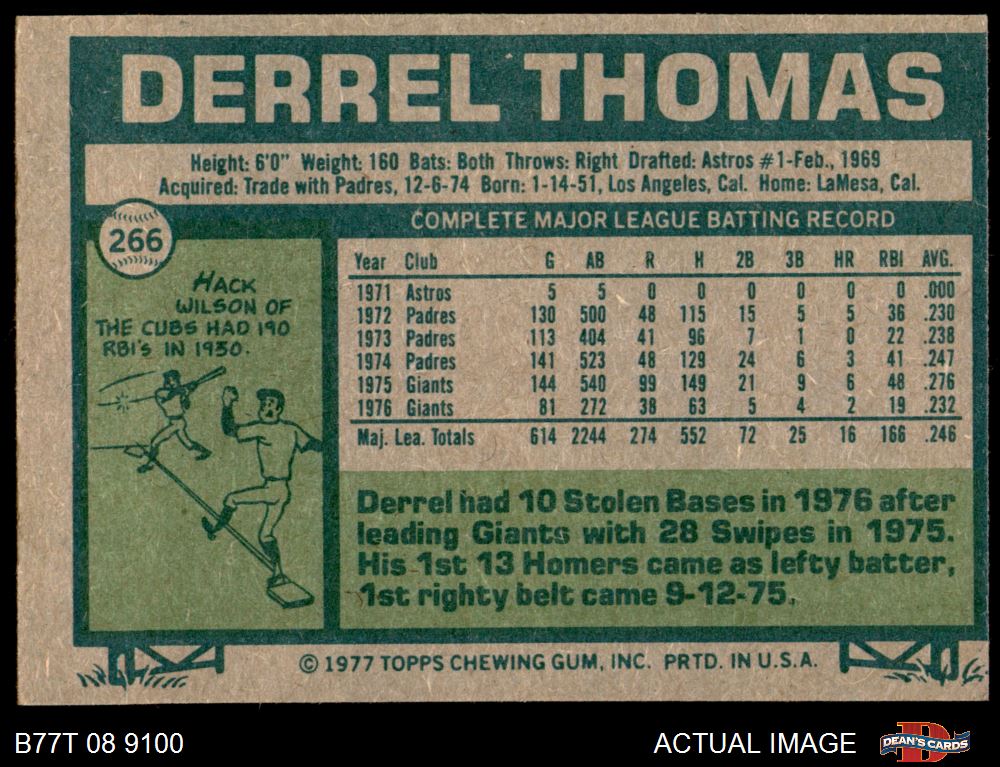 DERREL THOMAS
Height: 6'0" Weight: 160 Bats: Both Throws: Right Drafted: Astros #1-Feb., 1969
Acquired: Trade with Padres, 12-6-74 Born: 1-14-51, Los Angeles, Cal. Home: LaMesa, Cal.
266
HACK
WILSON OF
THE CUBS HAD 190
RBI'S IN 1930.
COMPLETE MAJOR LEAGUE BATTING RECORD
Year Club G AB R H 2B 3B HR RBI AVG.
1971 Astros 5 5 0 0 0 0 0 0 .000
1972 Padres 130 500 48 115 15 5 5 36 .230
1973 Padres 113 404 41 96 7 1 0 22 .238
1974 Padres 141 523 48 129 24 6 3 41 .247
1975 Giants 144 540 99 149 21 9 6 48 .276
1976 Giants 81 272 38 63 5 4 2 19 .232
Maj. Lea. Totals 614 2244 274 552 72 25 16 166 .246
Derrel had 10 Stolen Bases in 1976 after
leading Giants with 28 Swipes in 1975.
His 1st 13 Homers came as lefty batter,
1st righty belt came 9-12-75.
© 1977 TOPPS CHEWING GUM, INC. PRTD. IN U.S.A.
B77T 08 9100
ACTUAL IMAGE
D
DEAN'S CARDS